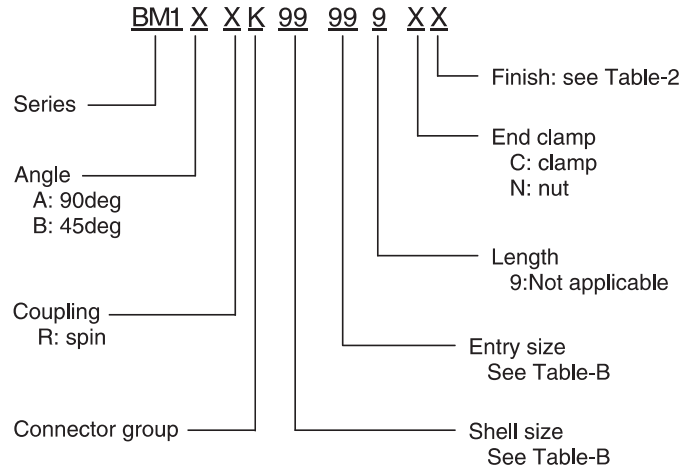 BM1 X X K 99 99 9 X X
Finish: see Table-2
Series
End clamp
C: clamp
N: nut
Angle
A: 90deg
B: 45deg
Length
9:Not applicable
Coupling
R: spin
Entry size
See Table-B
Connector group
Shell size
See Table-B